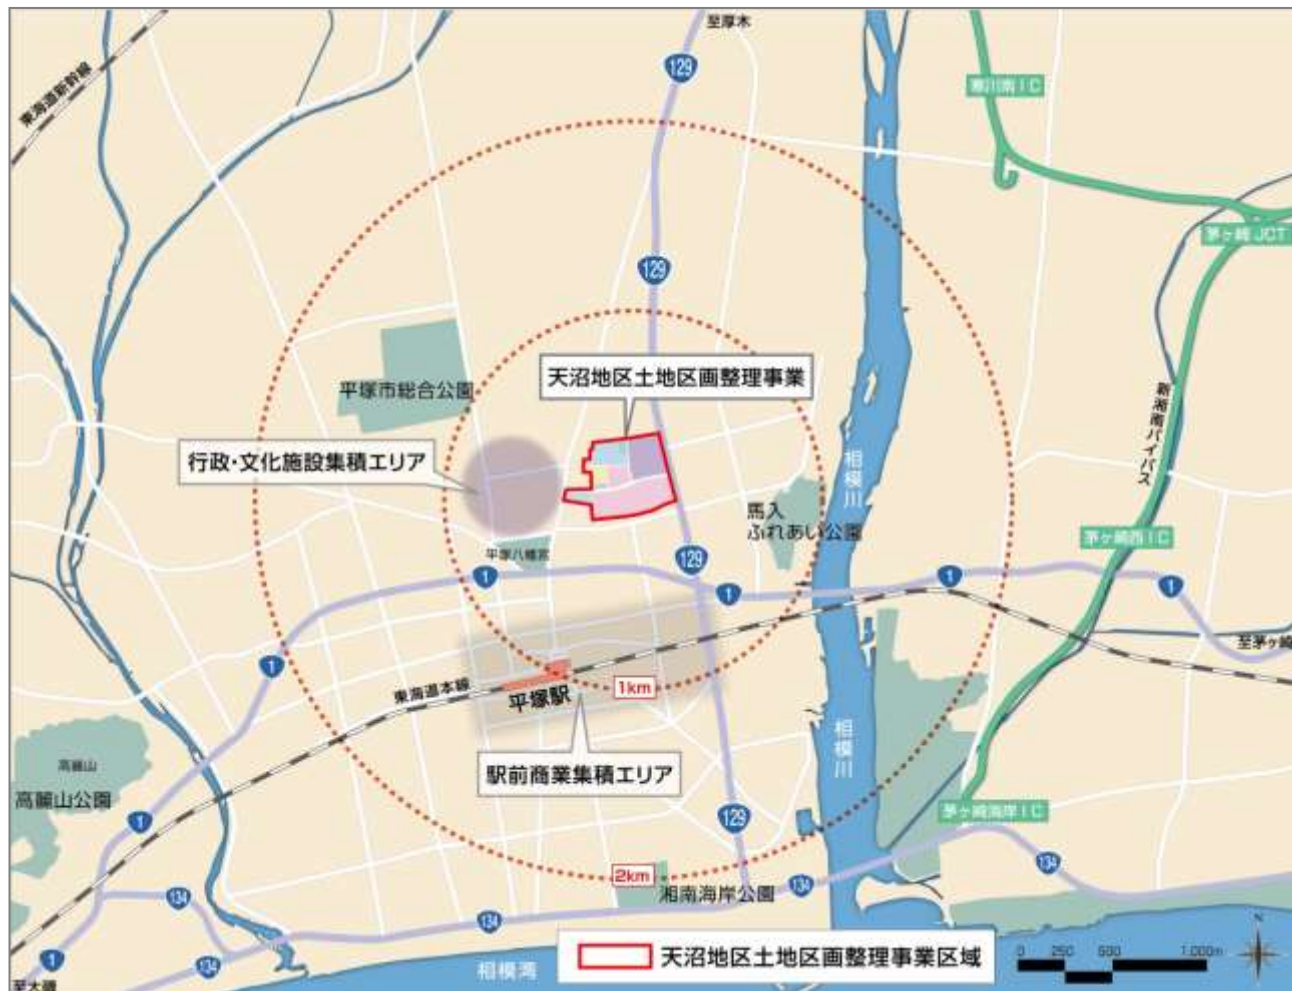 至厚木
129
東海道新幹線
寒川南IC
茅ヶ崎JCT
129
天沼地区土地区画整理事業
平塚市総合公園
行政・文化施設集積エリア
新湘南バイパス
相模川
馬入
ふれあい公園
茅ヶ崎西IC
平塚八幡宮
129
1
1
1
1
至茅ヶ崎
1
東海道本線
平塚駅
1km
相模川
駅前商業集積エリア
高麗山
高麗山公園
1
129
茅ヶ崎海岸IC
134
2km
134
湘南海岸公園
134
134
134
1
至大磯
相模湾
天沼地区土地区画整理事業区域
N
0 250 500 1,000m